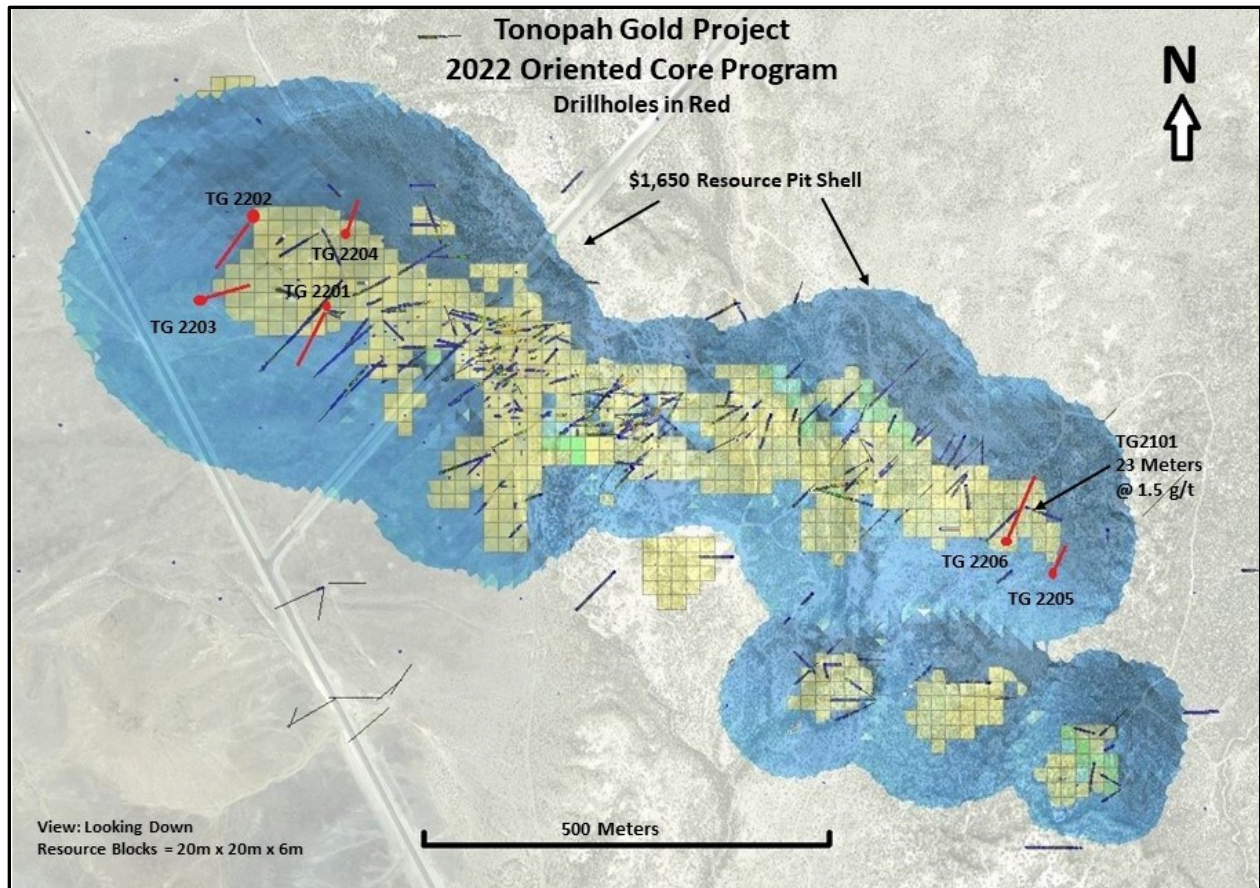 Tonopah Gold Project
2022 Oriented Core Program
Drillholes in Red
N
$1,650 Resource Pit Shell
TG 2202
TG 2204
TG 2201
TG 2203
TG2101
23 Meters
@ 1.5 g/t
TG 2206
TG 2205
500 Meters
View: Looking Down
Resource Blocks = 20m x 20m x 6m